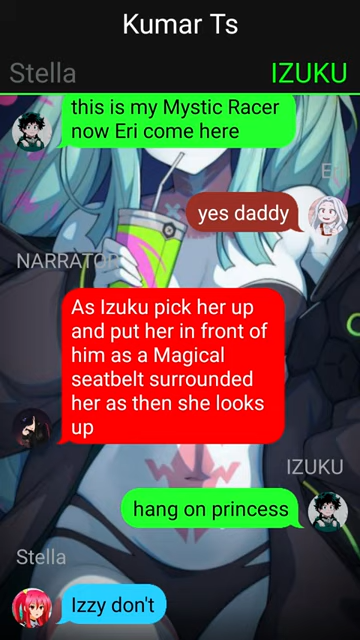 Kumar Ts
Stella
IZUKU
this is my Mystic Racer
now Eri come here
yes daddy
NARRATOR
As Izuku pick her up
and put her in front of
him as a Magical
seatbelt surrounded
her as then she looks
up
IZUKU
hang on princess
Stella
Izzy don't